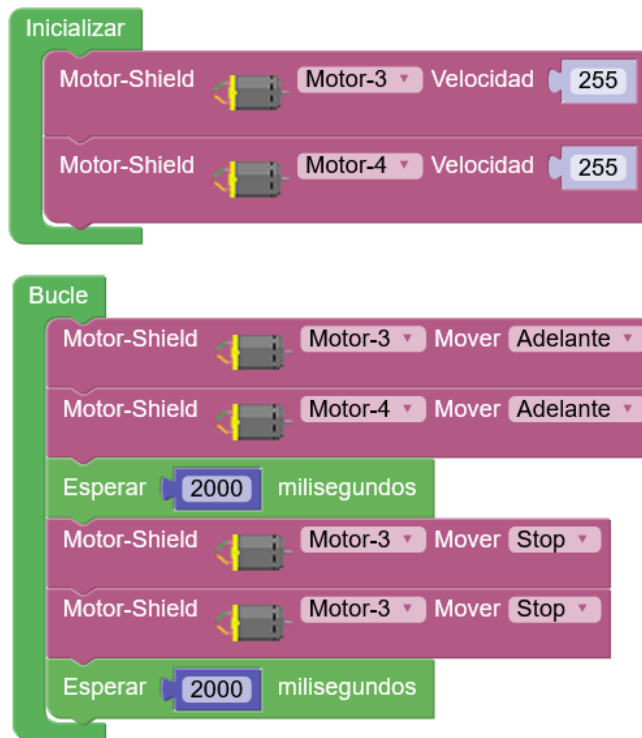 Inicializar
Motor-Shield Motor-3 Velocidad 255
Motor-Shield Motor-4 Velocidad 255
Bucle
Motor-Shield Motor-3 Mover Adelante
Motor-Shield Motor-4 Mover Adelante
Esperar 2000 milisegundos
Motor-Shield Motor-3 Mover Stop
Motor-Shield Motor-3 Mover Stop
Esperar 2000 milisegundos